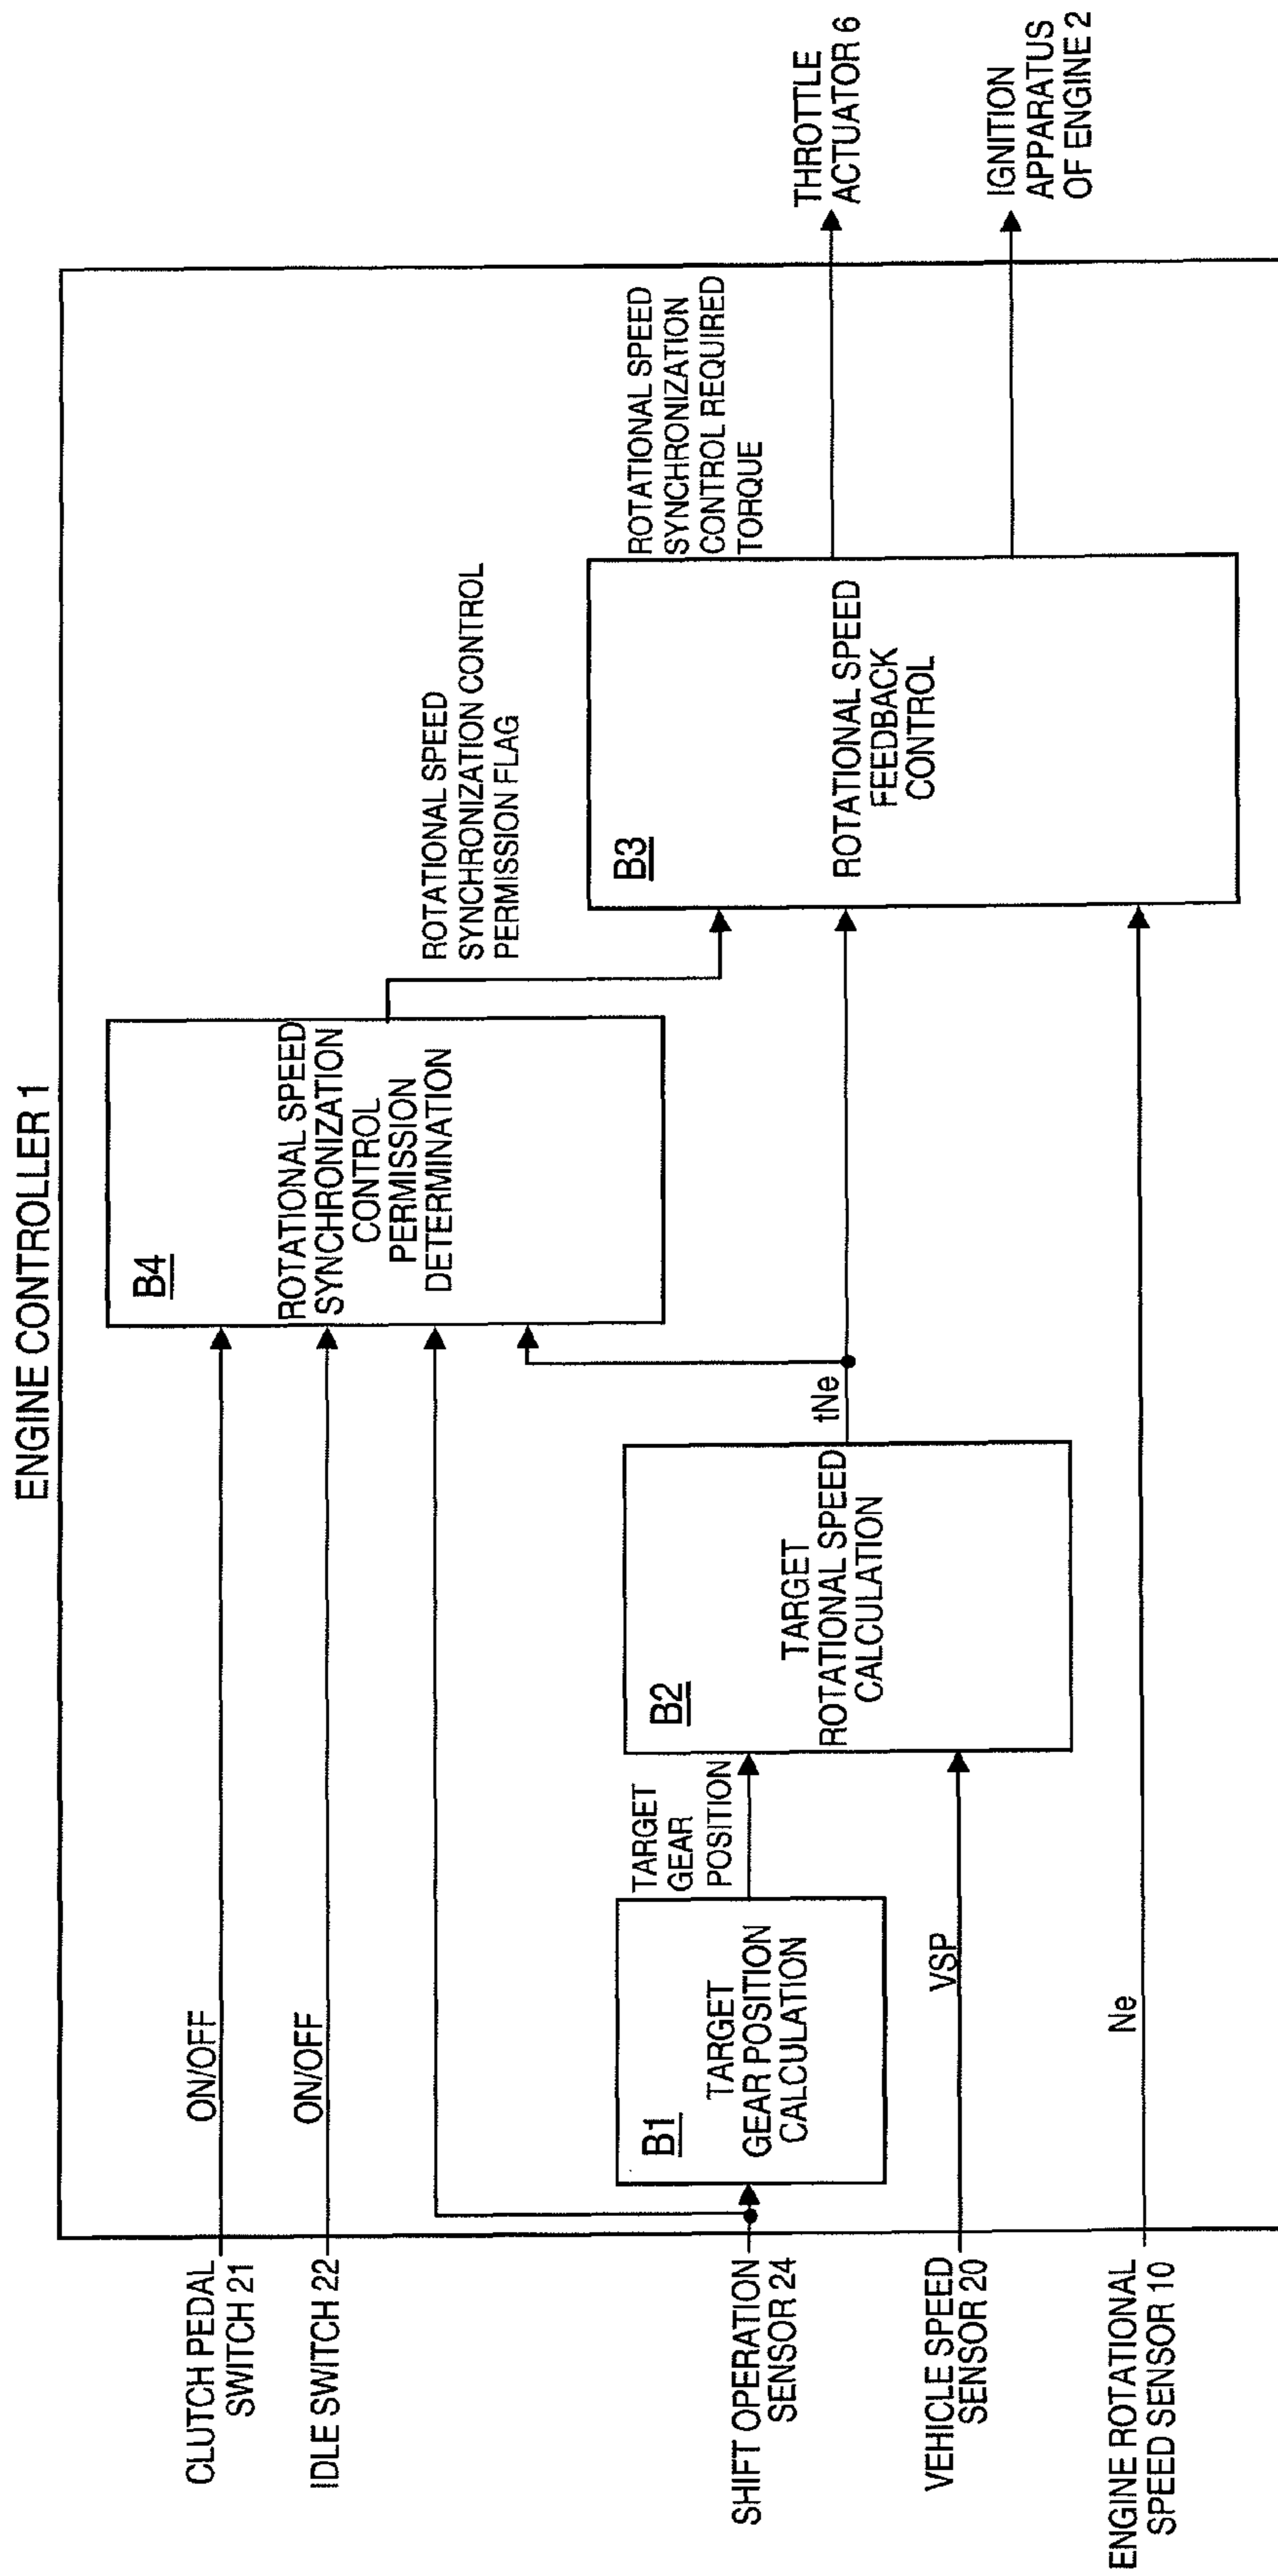 ENGINE CONTROLLER 1
CLUTCH PEDAL
SWITCH 21
ON/OFF
IDLE SWITCH 22
ON/OFF
SHIFT OPERATION
SENSOR 24
VEHICLE SPEED
SENSOR 20
VSP
ENGINE ROTATIONAL
SPEED SENSOR 10
Ne
B1
TARGET
GEAR POSITION
CALCULATION
TARGET
GEAR
POSITION
B2
TARGET
ROTATIONAL SPEED
CALCULATION
tNe
B4
ROTATIONAL SPEED
SYNCHRONIZATION
CONTROL
PERMISSION
DETERMINATION
ROTATIONAL SPEED
SYNCHRONIZATION CONTROL
PERMISSION FLAG
B3
ROTATIONAL SPEED
FEEDBACK
CONTROL
ROTATIONAL SPEED
SYNCHRONIZATION
CONTROL REQUIRED
TORQUE
THROTTLE
ACTUATOR 6
IGNITION
APPARATUS
OF ENGINE 2